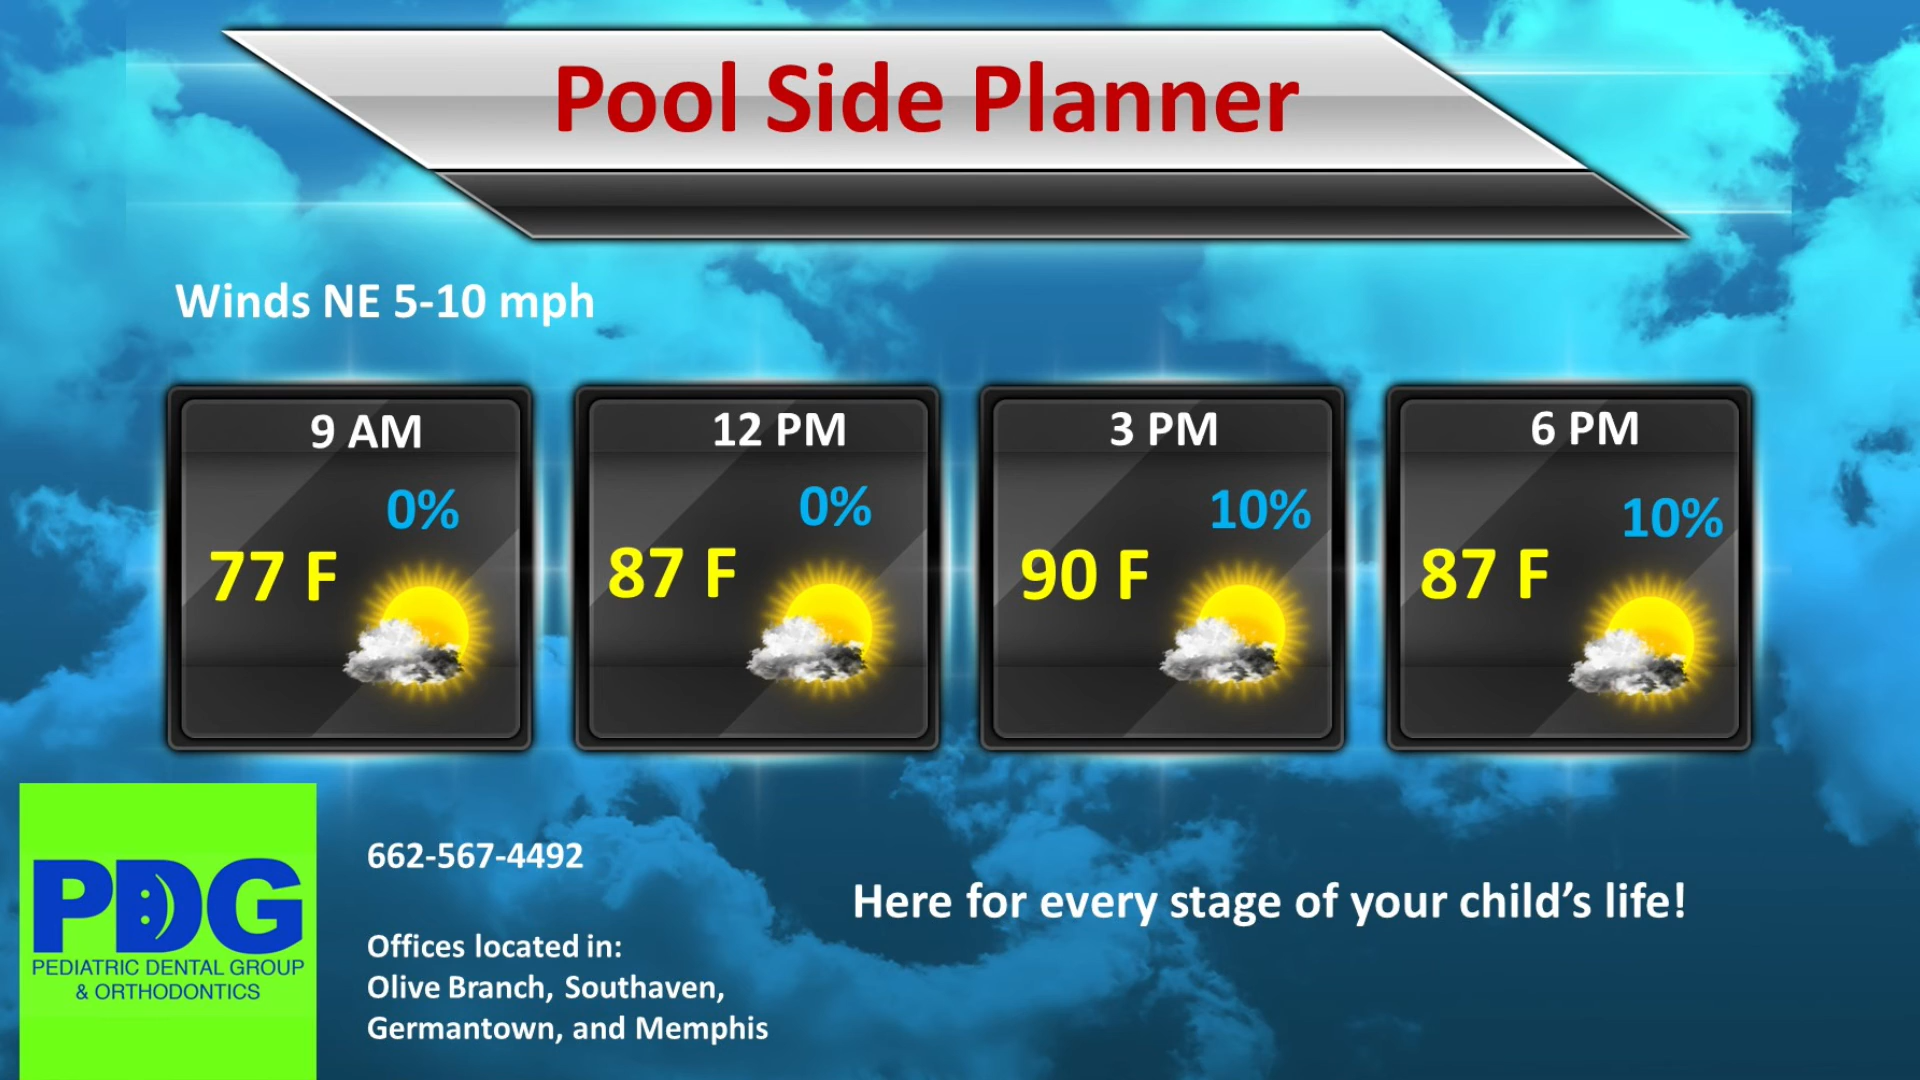 Pool Side Planner
Winds NE 5-10 mph
9 AM
0%
77 F
12 PM
0%
87 F
3 PM
10%
90 F
6 PM
10%
87 F
PDG
PEDIATRIC DENTAL GROUP
& ORTHODONTICS
662-567-4492
Offices located in:
Olive Branch, Southaven,
Germantown, and Memphis
Here for every stage of your child's life!